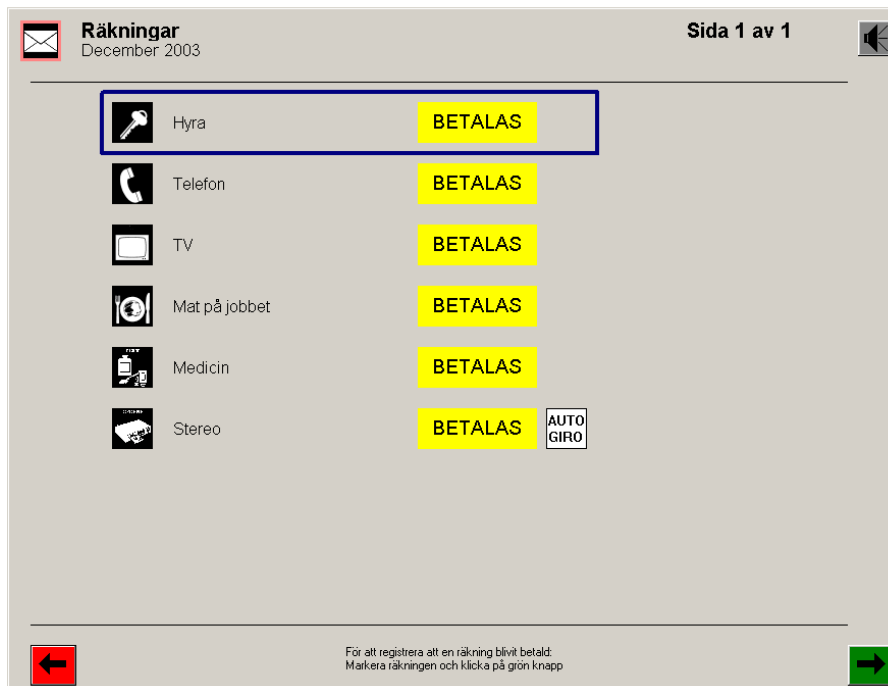 Räkningar
December 2003
Sida 1 av 1
Hyra
BETALAS
Telefon
BETALAS
TV
BETALAS
Mat på jobbet
BETALAS
Medicin
BETALAS
Stereo
BETALAS
AUTO
GIRO
För att registrera att en räkning blivit betald:
Markera räkningen och klicka på grön knapp